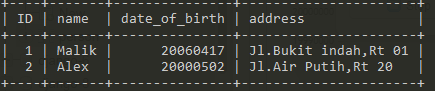 | ID | name | date_of_birth | address |
| 1 | Malik | 20060417 | Jl.Bukit indah,Rt 01 |
| 2 | Alex | 20000502 | Jl.Air Putih,Rt 20 |